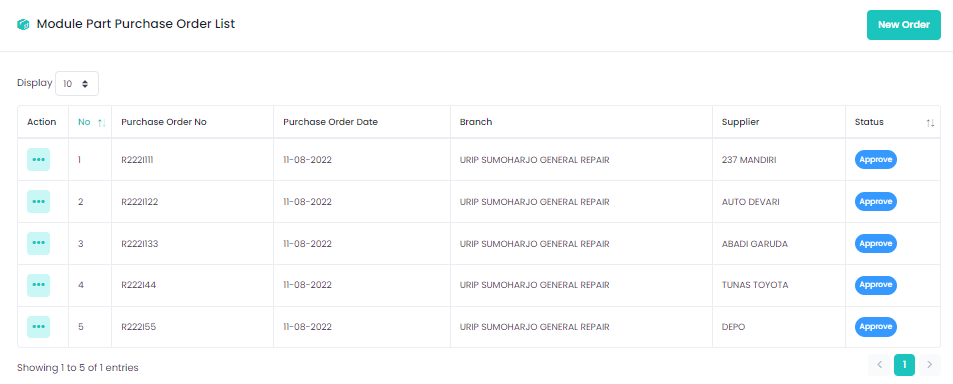 Module Part Purchase Order List
New Order
Display 10
Action No Purchase Order No Purchase Order Date Branch Supplier Status
1 R222I111 11-08-2022 URIP SUMOHARJO GENERAL REPAIR 237 MANDIRI Approve
2 R222I122 11-08-2022 URIP SUMOHARJO GENERAL REPAIR AUTO DEVARI Approve
3 R222I133 11-08-2022 URIP SUMOHARJO GENERAL REPAIR ABADI GARUDA Approve
4 R222I44 11-08-2022 URIP SUMOHARJO GENERAL REPAIR TUNAS TOYOTA Approve
5 R222I55 11-08-2022 URIP SUMOHARJO GENERAL REPAIR DEPO Approve
Showing 1 to 5 of 1 entries
1